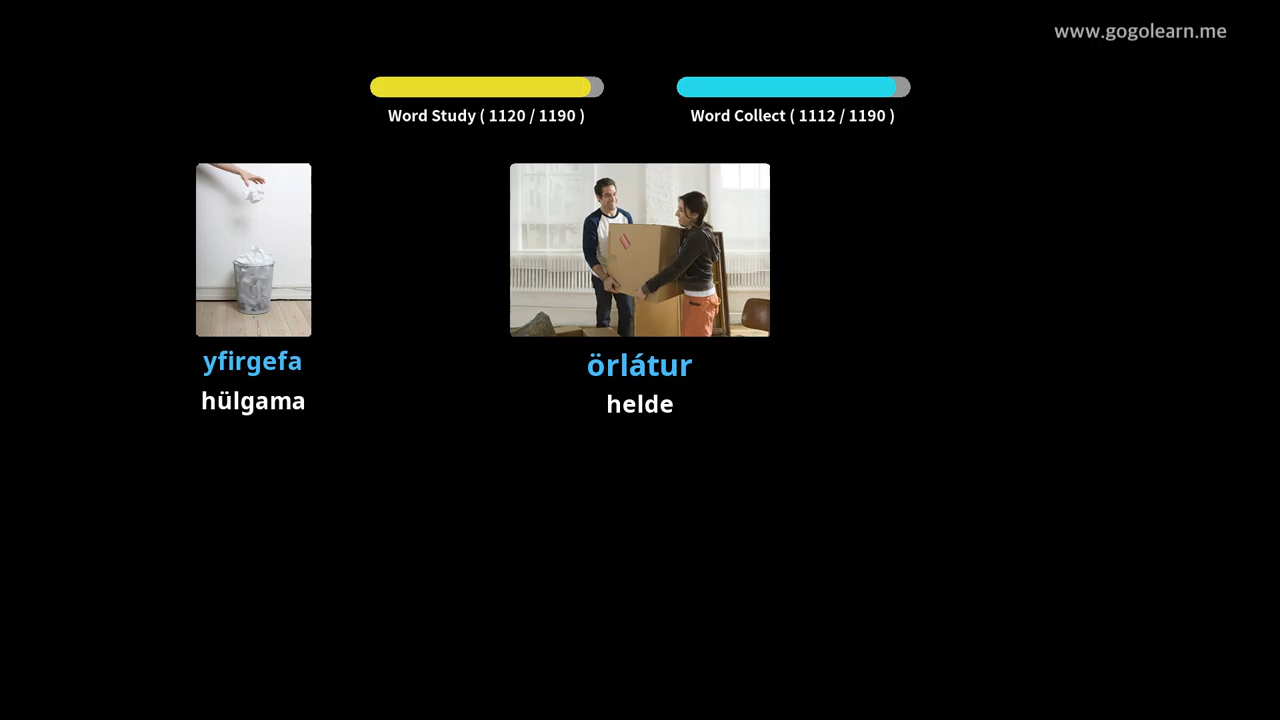 www.gogolearn.me
Word Study ( 1120 / 1190 )
Word Collect ( 1112 / 1190 )
yfirgefa
hülgama
örlátur
helde